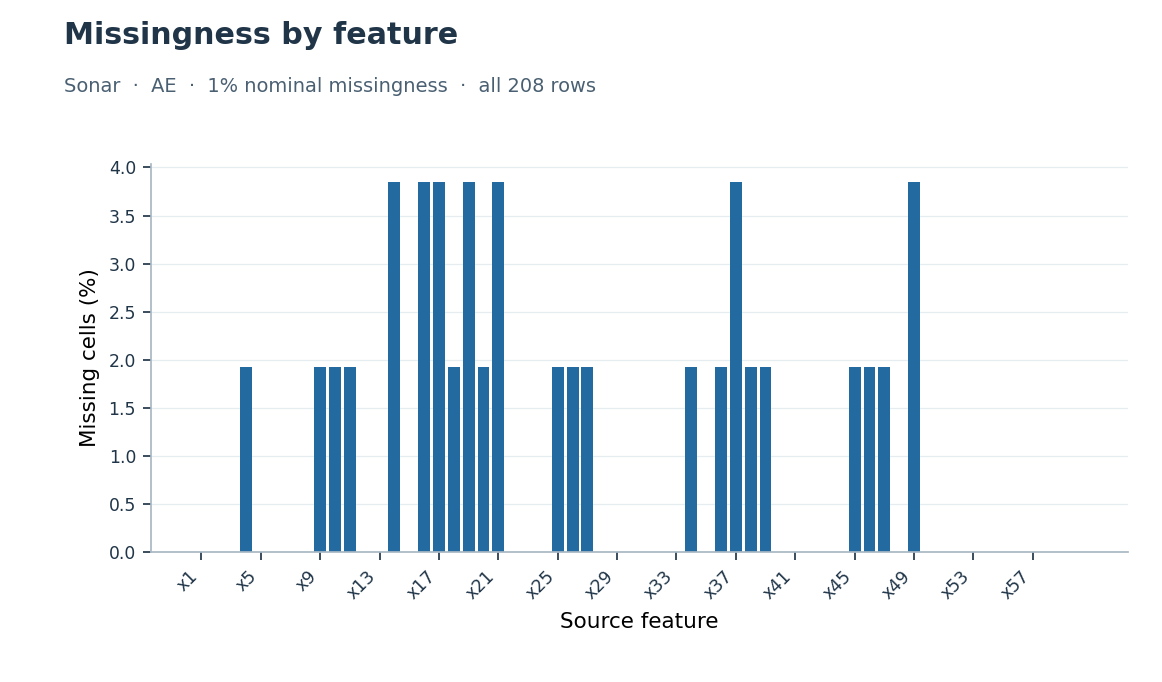 Missingness by feature
Sonar · AE · 1% nominal missingness · all 208 rows
4.0
3.5
3.0
2.5
2.0
1.5
1.0
0.5
0.0
Missing cells (%)
x1 x5 x9 x13 x17 x21 x25 x29 x33 x37 x41 x45 x49 x53 x57
Source feature